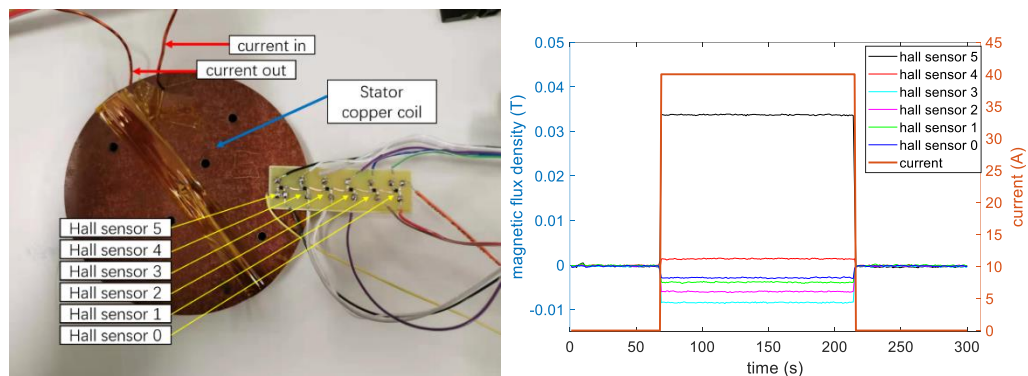 current in
current out
Stator
copper coil
Hall sensor 5
Hall sensor 4
Hall sensor 3
Hall sensor 2
Hall sensor 1
Hall sensor 0
magnetic flux density (T)
0.05
0.04
0.03
0.02
0.01
0
-0.01
0
50
100
150
200
250
300
time (s)
45
40
35
30
25
20
15
10
5
0
current (A)
hall sensor 5
hall sensor 4
hall sensor 3
hall sensor 2
hall sensor 1
hall sensor 0
current